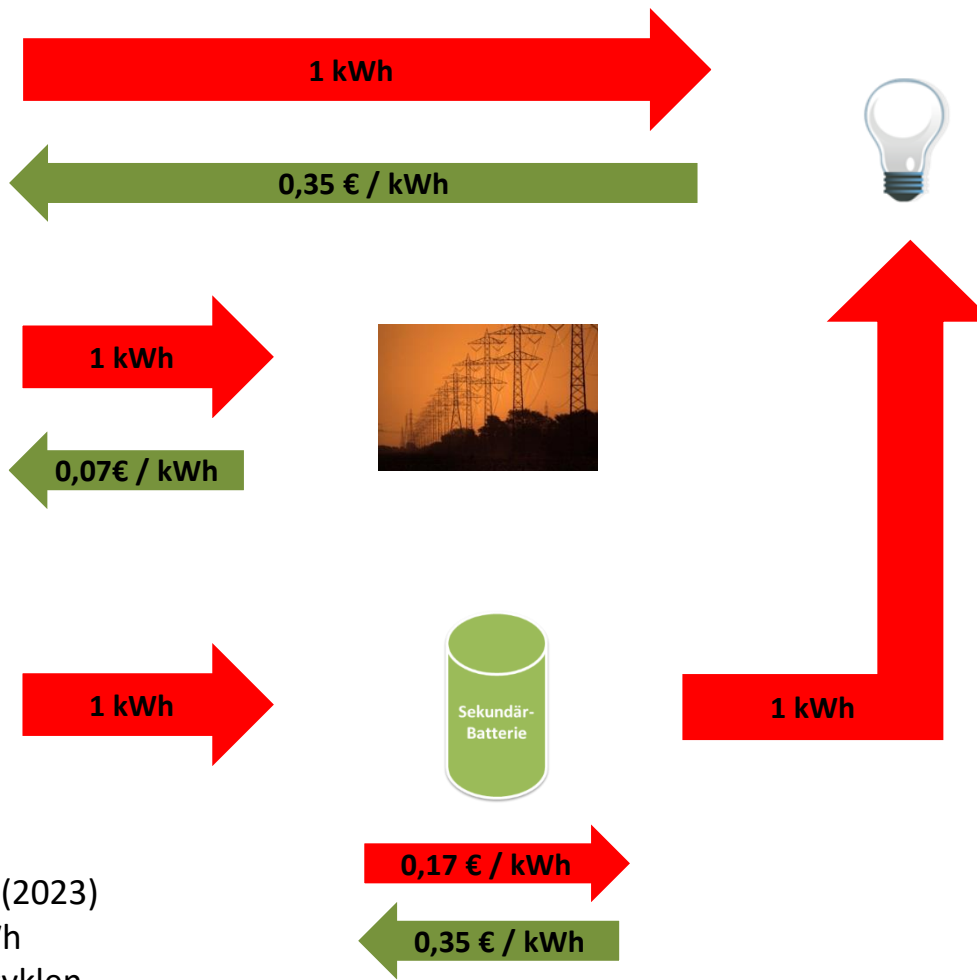 1 kWh
0,35 € / kWh
1 kWh
0,07€ / kWh
1 kWh
Sekundär-
Batterie
1 kWh
0,17 € / kWh
(2023)
0,35 € / kWh